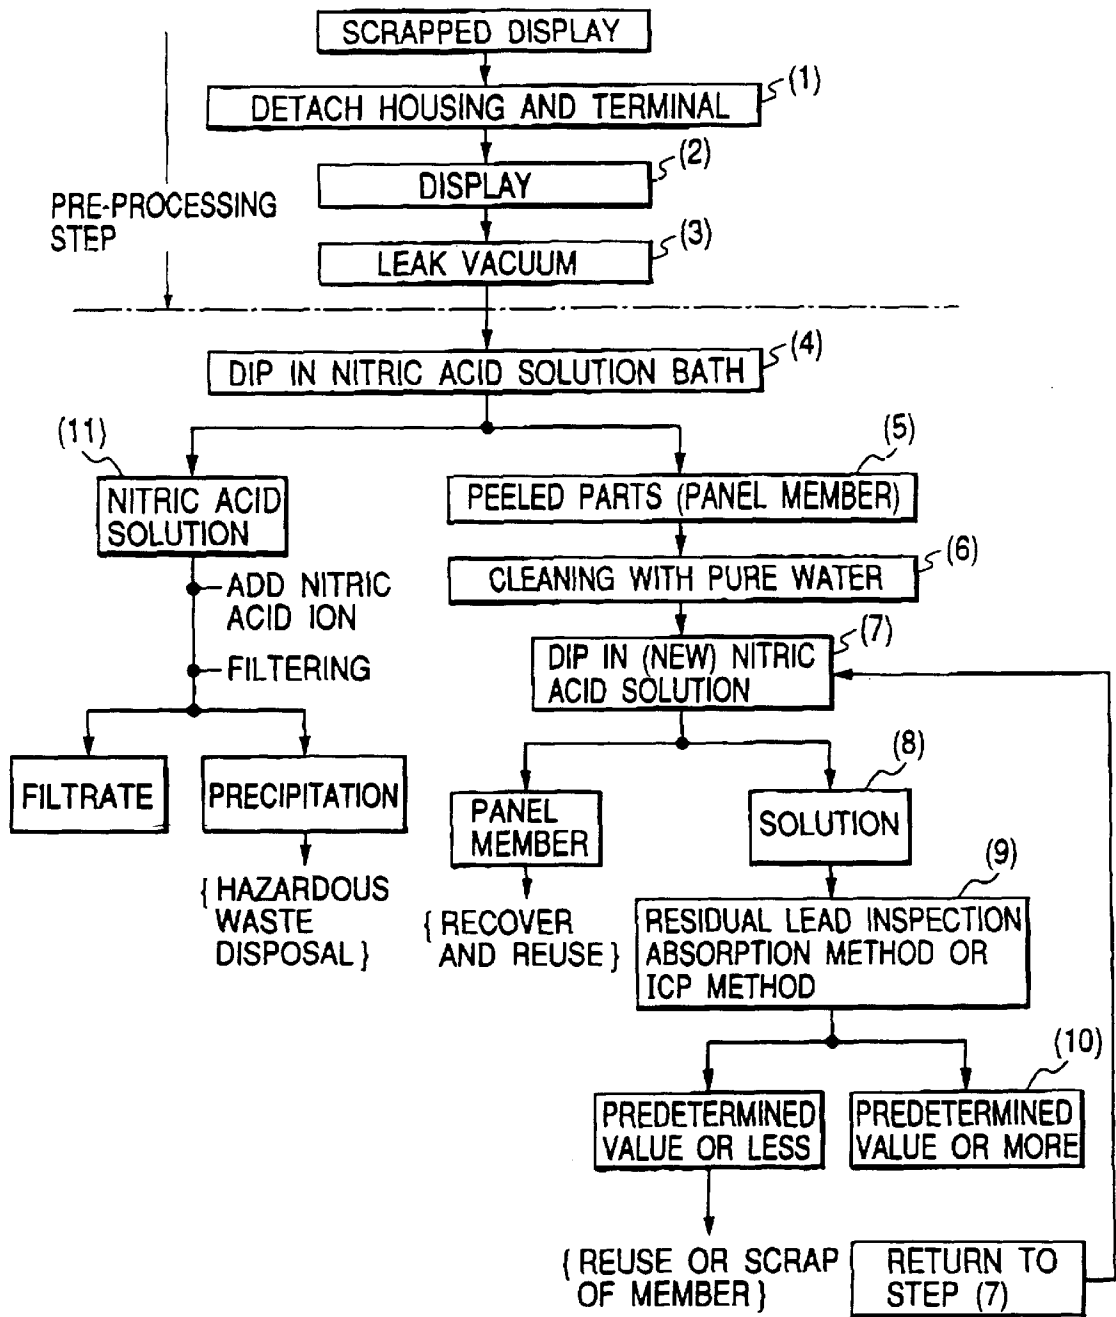 SCRAPPED DISPLAY
(1)
DETACH HOUSING AND TERMINAL
(2)
DISPLAY
PRE-PROCESSING
STEP
(3)
LEAK VACUUM
(4)
DIP IN NITRIC ACID SOLUTION BATH
(11)
NITRIC ACID
SOLUTION
ADD NITRIC
ACID ION
FILTERING
FILTRATE
PRECIPITATION
{ HAZARDOUS
WASTE
DISPOSAL }
(5)
PEELED PARTS (PANEL MEMBER)
(6)
CLEANING WITH PURE WATER
(7)
DIP IN (NEW) NITRIC
ACID SOLUTION
PANEL
MEMBER
{ RECOVER
AND REUSE }
(8)
SOLUTION
(9)
RESIDUAL LEAD INSPECTION
ABSORPTION METHOD OR
ICP METHOD
PREDETERMINED
VALUE OR LESS
(10)
PREDETERMINED
VALUE OR MORE
{ REUSE OR SCRAP
OF MEMBER }
RETURN TO
STEP (7)